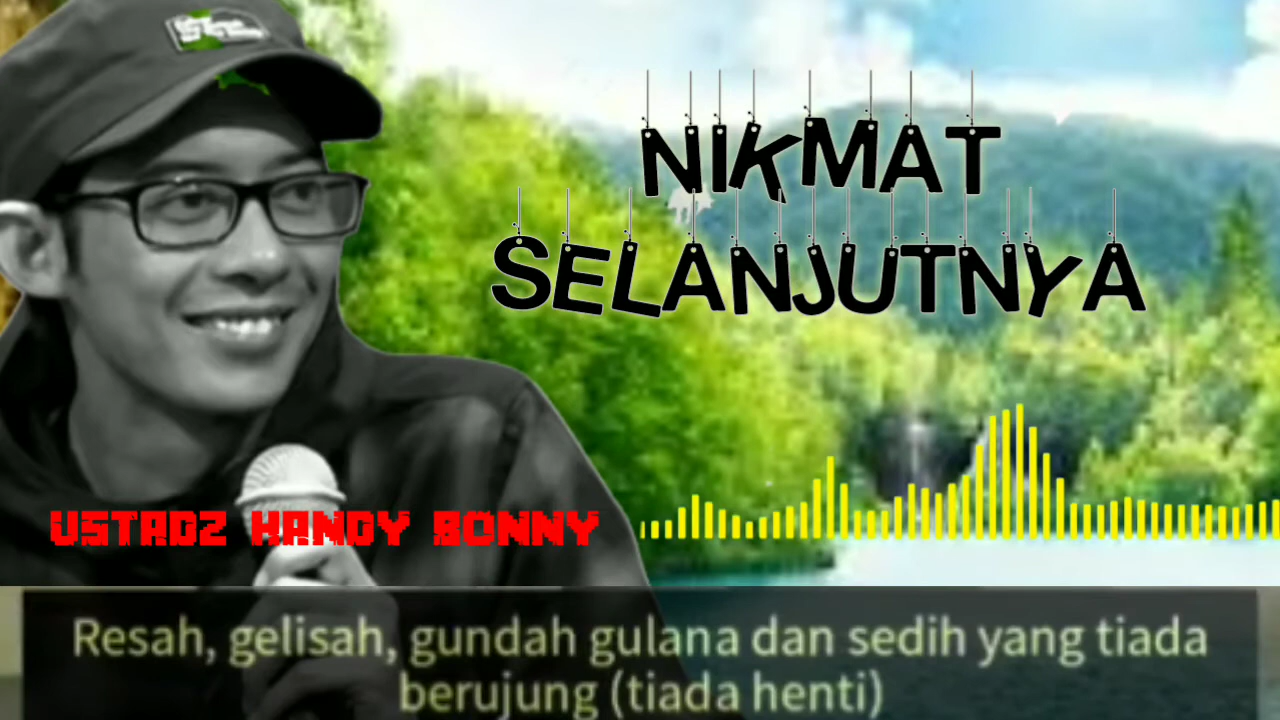 NIKMAT
SELANJUTNYA
USTADZ HANDY BONNY
Resah, gelisah, gundah gulana dan sedih yang tiada
berujung (tiada henti)